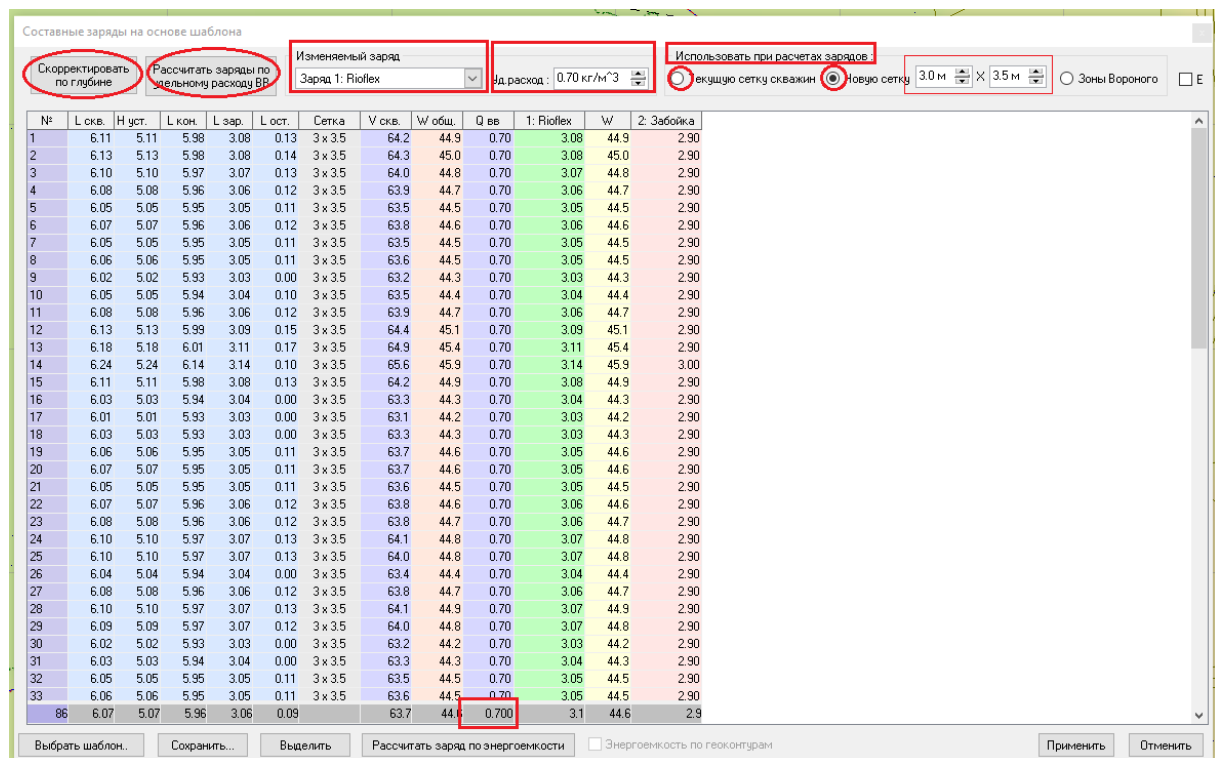 Составные заряды на основе шаблона
Скорректировать по глубине
Рассчитать заряды по удельному расходу ВВ
Изменяемый заряд
Заряд 1: Rioflex
Уд.расход : 0.70 кг/м^3
Использовать при расчетах зарядов :
Текущую сетку скважин Новую сетку 3.0 м X 3.5 м Зоны Вороного Е
№ L скв. Н уст. L кон. L зар. L ост. Сетка V скв. W общ. Q вв 1: Rioflex W 2: Забойка
1 6.11 5.11 5.98 3.08 0.13 3 x 3.5 64.2 44.9 0.70 3.08 44.9 2.90
2 6.13 5.13 5.98 3.08 0.14 3 x 3.5 64.3 45.0 0.70 3.08 45.0 2.90
3 6.10 5.10 5.97 3.07 0.13 3 x 3.5 64.0 44.8 0.70 3.07 44.8 2.90
4 6.08 5.08 5.96 3.06 0.12 3 x 3.5 63.9 44.7 0.70 3.06 44.7 2.90
5 6.05 5.05 5.95 3.05 0.11 3 x 3.5 63.5 44.5 0.70 3.05 44.5 2.90
6 6.07 5.07 5.96 3.06 0.12 3 x 3.5 63.8 44.6 0.70 3.06 44.6 2.90
7 6.05 5.05 5.95 3.05 0.11 3 x 3.5 63.5 44.5 0.70 3.05 44.5 2.90
8 6.06 5.06 5.95 3.05 0.11 3 x 3.5 63.6 44.5 0.70 3.05 44.5 2.90
9 6.02 5.02 5.93 3.03 0.00 3 x 3.5 63.2 44.3 0.70 3.03 44.3 2.90
10 6.05 5.05 5.94 3.04 0.10 3 x 3.5 63.5 44.4 0.70 3.04 44.4 2.90
11 6.08 5.08 5.96 3.06 0.12 3 x 3.5 63.9 44.7 0.70 3.06 44.7 2.90
12 6.13 5.13 5.99 3.09 0.15 3 x 3.5 64.4 45.1 0.70 3.09 45.1 2.90
13 6.18 5.18 6.01 3.11 0.17 3 x 3.5 64.9 45.4 0.70 3.11 45.4 2.90
14 6.24 5.24 6.14 3.14 0.10 3 x 3.5 65.6 45.9 0.70 3.14 45.9 3.00
15 6.11 5.11 5.98 3.08 0.13 3 x 3.5 64.2 44.9 0.70 3.08 44.9 2.90
16 6.03 5.03 5.94 3.04 0.00 3 x 3.5 63.3 44.3 0.70 3.04 44.3 2.90
17 6.01 5.01 5.93 3.03 0.00 3 x 3.5 63.1 44.2 0.70 3.03 44.2 2.90
18 6.03 5.03 5.93 3.03 0.00 3 x 3.5 63.3 44.3 0.70 3.03 44.3 2.90
19 6.06 5.06 5.95 3.05 0.11 3 x 3.5 63.7 44.6 0.70 3.05 44.6 2.90
20 6.07 5.07 5.95 3.05 0.11 3 x 3.5 63.7 44.6 0.70 3.05 44.6 2.90
21 6.05 5.05 5.95 3.05 0.11 3 x 3.5 63.6 44.5 0.70 3.05 44.5 2.90
22 6.07 5.07 5.96 3.06 0.12 3 x 3.5 63.8 44.6 0.70 3.06 44.6 2.90
23 6.08 5.08 5.96 3.06 0.12 3 x 3.5 63.8 44.7 0.70 3.06 44.7 2.90
24 6.10 5.10 5.97 3.07 0.13 3 x 3.5 64.1 44.8 0.70 3.07 44.8 2.90
25 6.10 5.10 5.97 3.07 0.13 3 x 3.5 64.0 44.8 0.70 3.07 44.8 2.90
26 6.04 5.04 5.94 3.04 0.00 3 x 3.5 63.4 44.4 0.70 3.04 44.4 2.90
27 6.08 5.08 5.96 3.06 0.12 3 x 3.5 63.8 44.7 0.70 3.06 44.7 2.90
28 6.10 5.10 5.97 3.07 0.13 3 x 3.5 64.1 44.9 0.70 3.07 44.9 2.90
29 6.09 5.09 5.97 3.07 0.12 3 x 3.5 64.0 44.8 0.70 3.07 44.8 2.90
30 6.02 5.02 5.93 3.03 0.00 3 x 3.5 63.2 44.2 0.70 3.03 44.2 2.90
31 6.03 5.03 5.94 3.04 0.00 3 x 3.5 63.3 44.3 0.70 3.04 44.3 2.90
32 6.05 5.05 5.95 3.05 0.11 3 x 3.5 63.5 44.5 0.70 3.05 44.5 2.90
33 6.06 5.06 5.95 3.05 0.11 3 x 3.5 63.6 44.5 0.70 3.05 44.5 2.90
86 6.07 5.07 5.96 3.06 0.09 63.7 44.6 0.700 3.1 44.6 2.9
Выбрать шаблон.. Сохранить... Выделить Рассчитать заряд по энергоемкости Энергоемкость по геоконтурам Применить Отменить